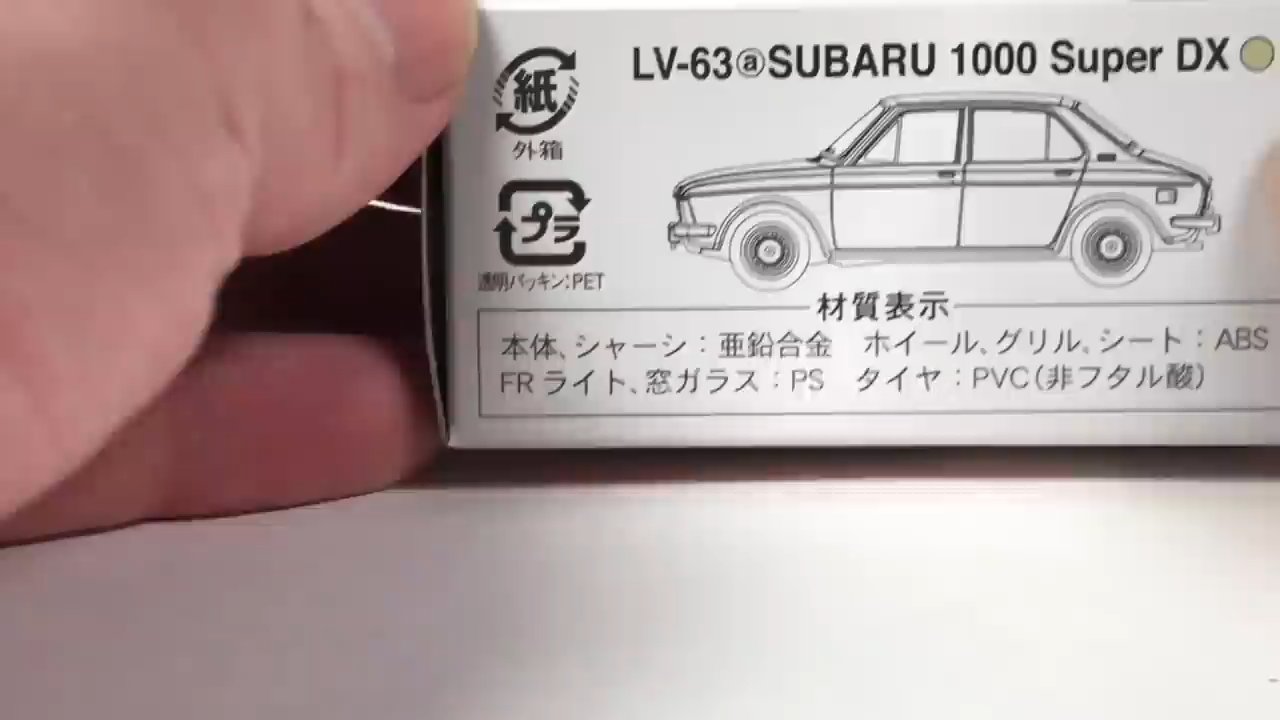 LV-63ⓐSUBARU 1000 Super DX
紙
外箱
プラ
透明パッキン:PET
材質表示
本体、シャーシ:亜鉛合金 ホイール、グリル、シート:ABS
FRライト、窓ガラス:PS タイヤ:PVC(非フタル酸)